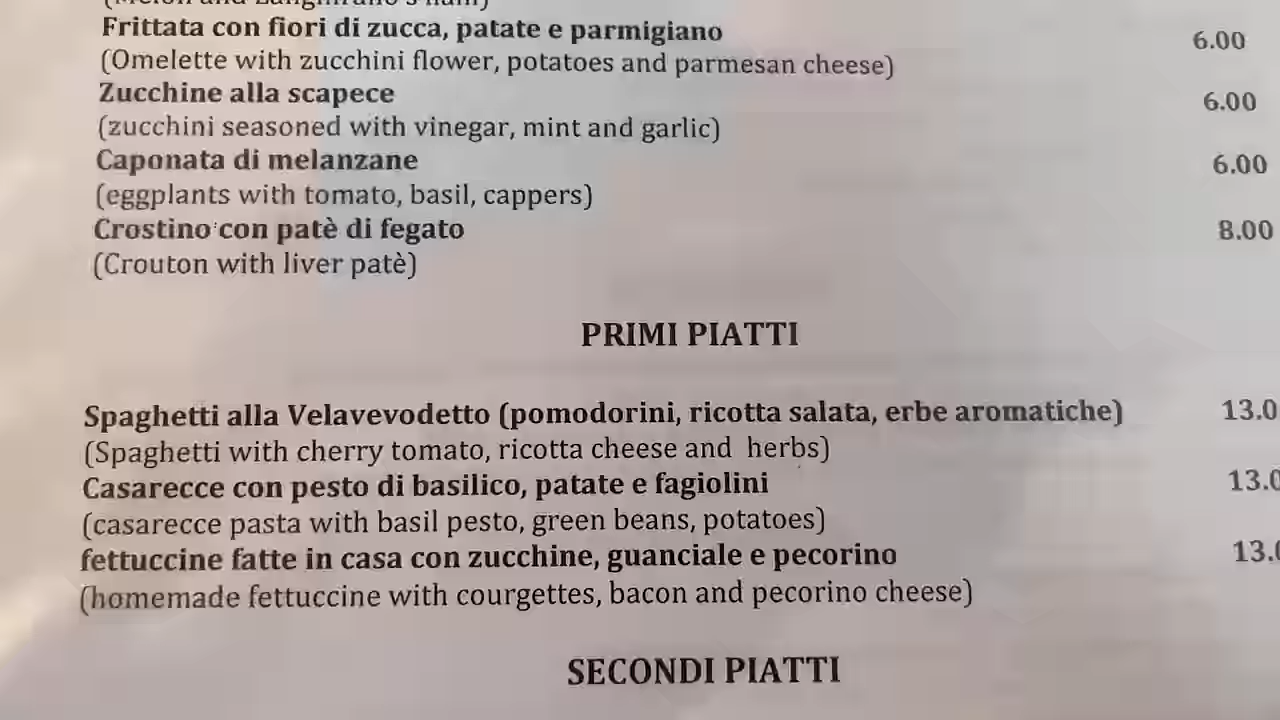 (Melon and Langhirano's ham)
Frittata con fiori di zucca, patate e parmigiano 6.00
(Omelette with zucchini flower, potatoes and parmesan cheese)
Zucchine alla scapece 6.00
(zucchini seasoned with vinegar, mint and garlic)
Caponata di melanzane 6.00
(eggplants with tomato, basil, cappers)
Crostino con patè di fegato 8.00
(Crouton with liver patè)
PRIMI PIATTI
Spaghetti alla Velavevodetto (pomodorini, ricotta salata, erbe aromatiche) 13.0
(Spaghetti with cherry tomato, ricotta cheese and herbs)
Casarecce con pesto di basilico, patate e fagiolini 13.0
(casarecce pasta with basil pesto, green beans, potatoes)
fettuccine fatte in casa con zucchine, guanciale e pecorino 13.0
(homemade fettuccine with courgettes, bacon and pecorino cheese)
SECONDI PIATTI